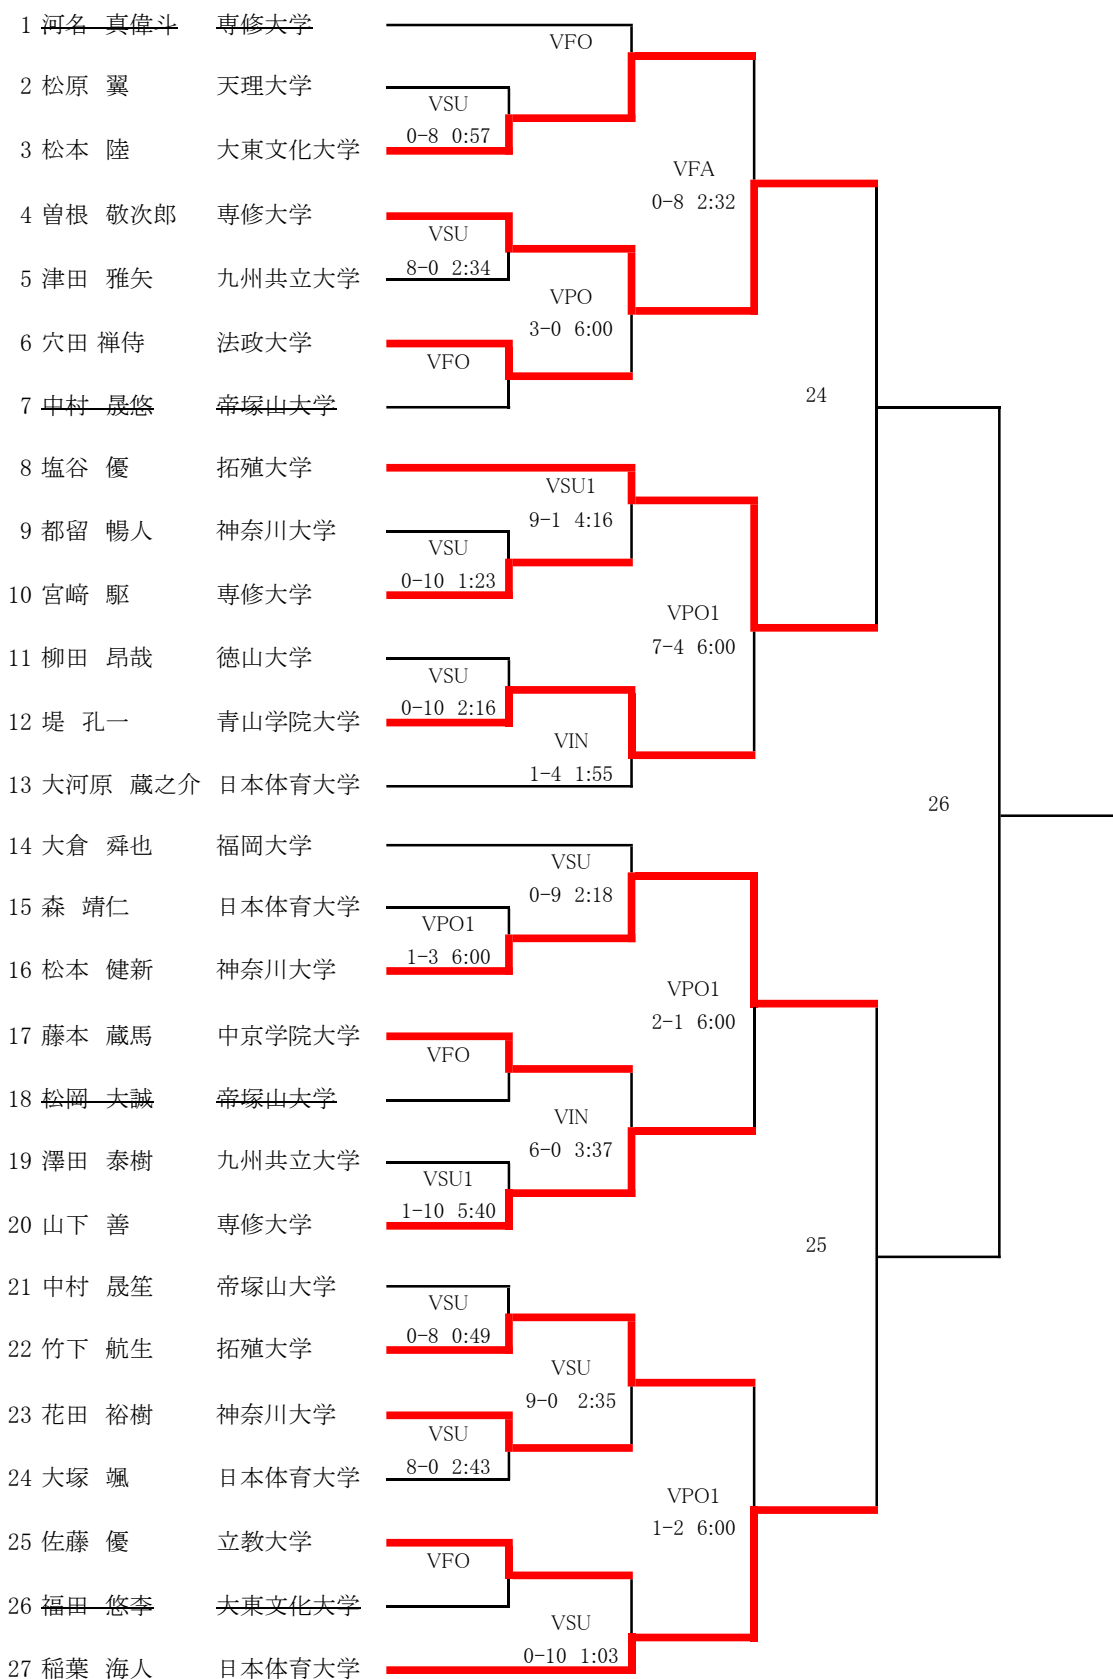 1 河名 真偉斗 専修大学
VFO
2 松原 翼 天理大学
VSU
0-8 0:57
3 松本 陸 大東文化大学
VFA
0-8 2:32
4 曽根 敬次郎 専修大学
VSU
8-0 2:34
5 津田 雅矢 九州共立大学
VPO
3-0 6:00
6 穴田 禅侍 法政大学
VFO
7 中村 晟悠 帝塚山大学
24
8 塩谷 優 拓殖大学
VSU1
9-1 4:16
9 都留 暢人 神奈川大学
VSU
0-10 1:23
10 宮﨑 駆 専修大学
VPO1
7-4 6:00
11 柳田 昂哉 徳山大学
VSU
0-10 2:16
12 堤 孔一 青山学院大学
VIN
1-4 1:55
13 大河原 蔵之介 日本体育大学
26
14 大倉 舜也 福岡大学
VSU
0-9 2:18
15 森 靖仁 日本体育大学
VPO1
1-3 6:00
16 松本 健新 神奈川大学
VPO1
2-1 6:00
17 藤本 蔵馬 中京学院大学
VFO
18 松岡 大誠 帝塚山大学
VIN
6-0 3:37
19 澤田 泰樹 九州共立大学
VSU1
1-10 5:40
20 山下 善 専修大学
25
21 中村 晟笙 帝塚山大学
VSU
0-8 0:49
22 竹下 航生 拓殖大学
VSU
9-0 2:35
23 花田 裕樹 神奈川大学
VSU
8-0 2:43
24 大塚 颯 日本体育大学
VPO1
1-2 6:00
25 佐藤 優 立教大学
VFO
26 福田 悠李 大東文化大学
VSU
0-10 1:03
27 稲葉 海人 日本体育大学